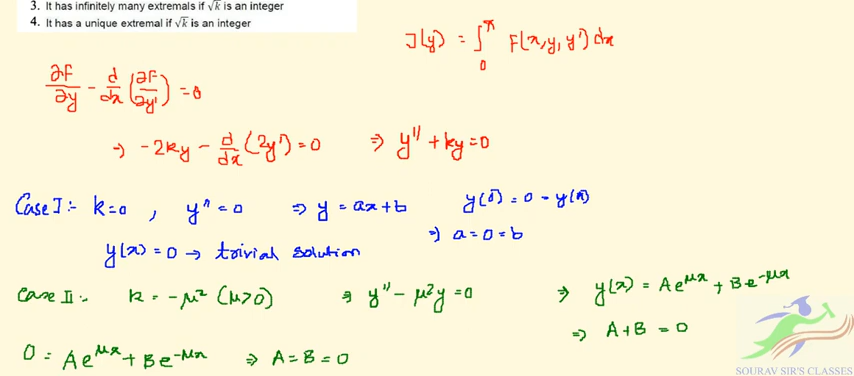 3. It has infinitely many extremals if √k is an integer
4. It has a unique extremal if √k is an integer
J(y) = ∫₀^π F(x, y, y') dx
∂F/∂y − d/dx (∂F/∂y') = 0
⇒ −2ky − d/dx (2y') = 0 ⇒ y'' + ky = 0
Case I :- k=0 , y'' = 0 ⇒ y = ax + b y(0) = 0 = y(π)
y(x) = 0 → trivial solution ⇒ a = 0 = b
Case II :- k = −μ² (μ>0) ⇒ y'' − μ²y = 0 ⇒ y(x) = Ae^{μx} + Be^{−μx}
⇒ A + B = 0
0 = Ae^{μπ} + Be^{−μπ} ⇒ A = B = 0
SOURAV SIR'S CLASSES